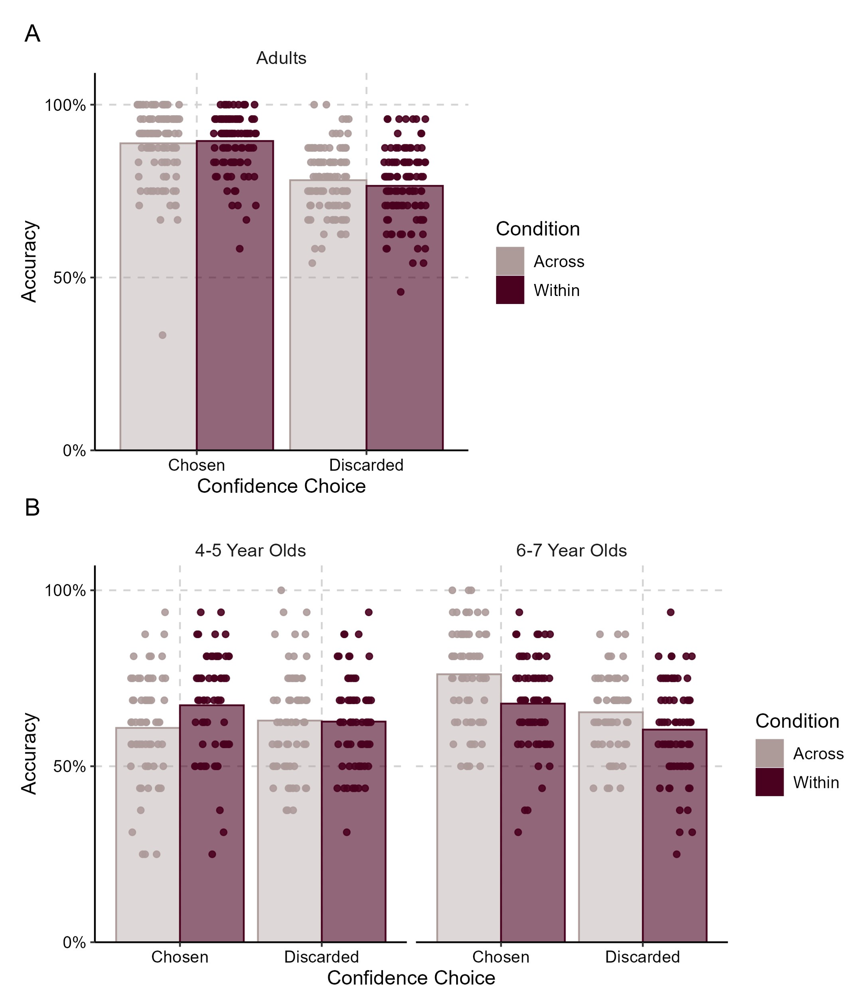 A
Adults
100%
50%
0%
Accuracy
Chosen
Discarded
Confidence Choice
Condition
Across
Within
B
4-5 Year Olds
6-7 Year Olds
100%
50%
0%
Accuracy
Chosen
Discarded
Chosen
Discarded
Confidence Choice
Condition
Across
Within